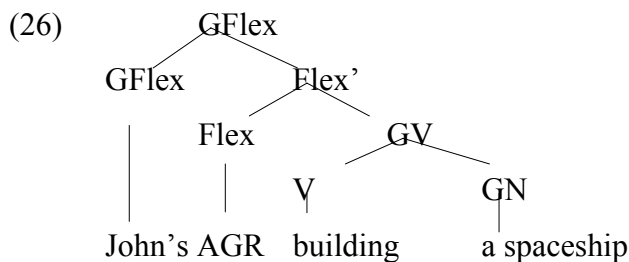 (26) GFlex
GFlex Flex’
Flex GV
V GN
John’s AGR building a spaceship